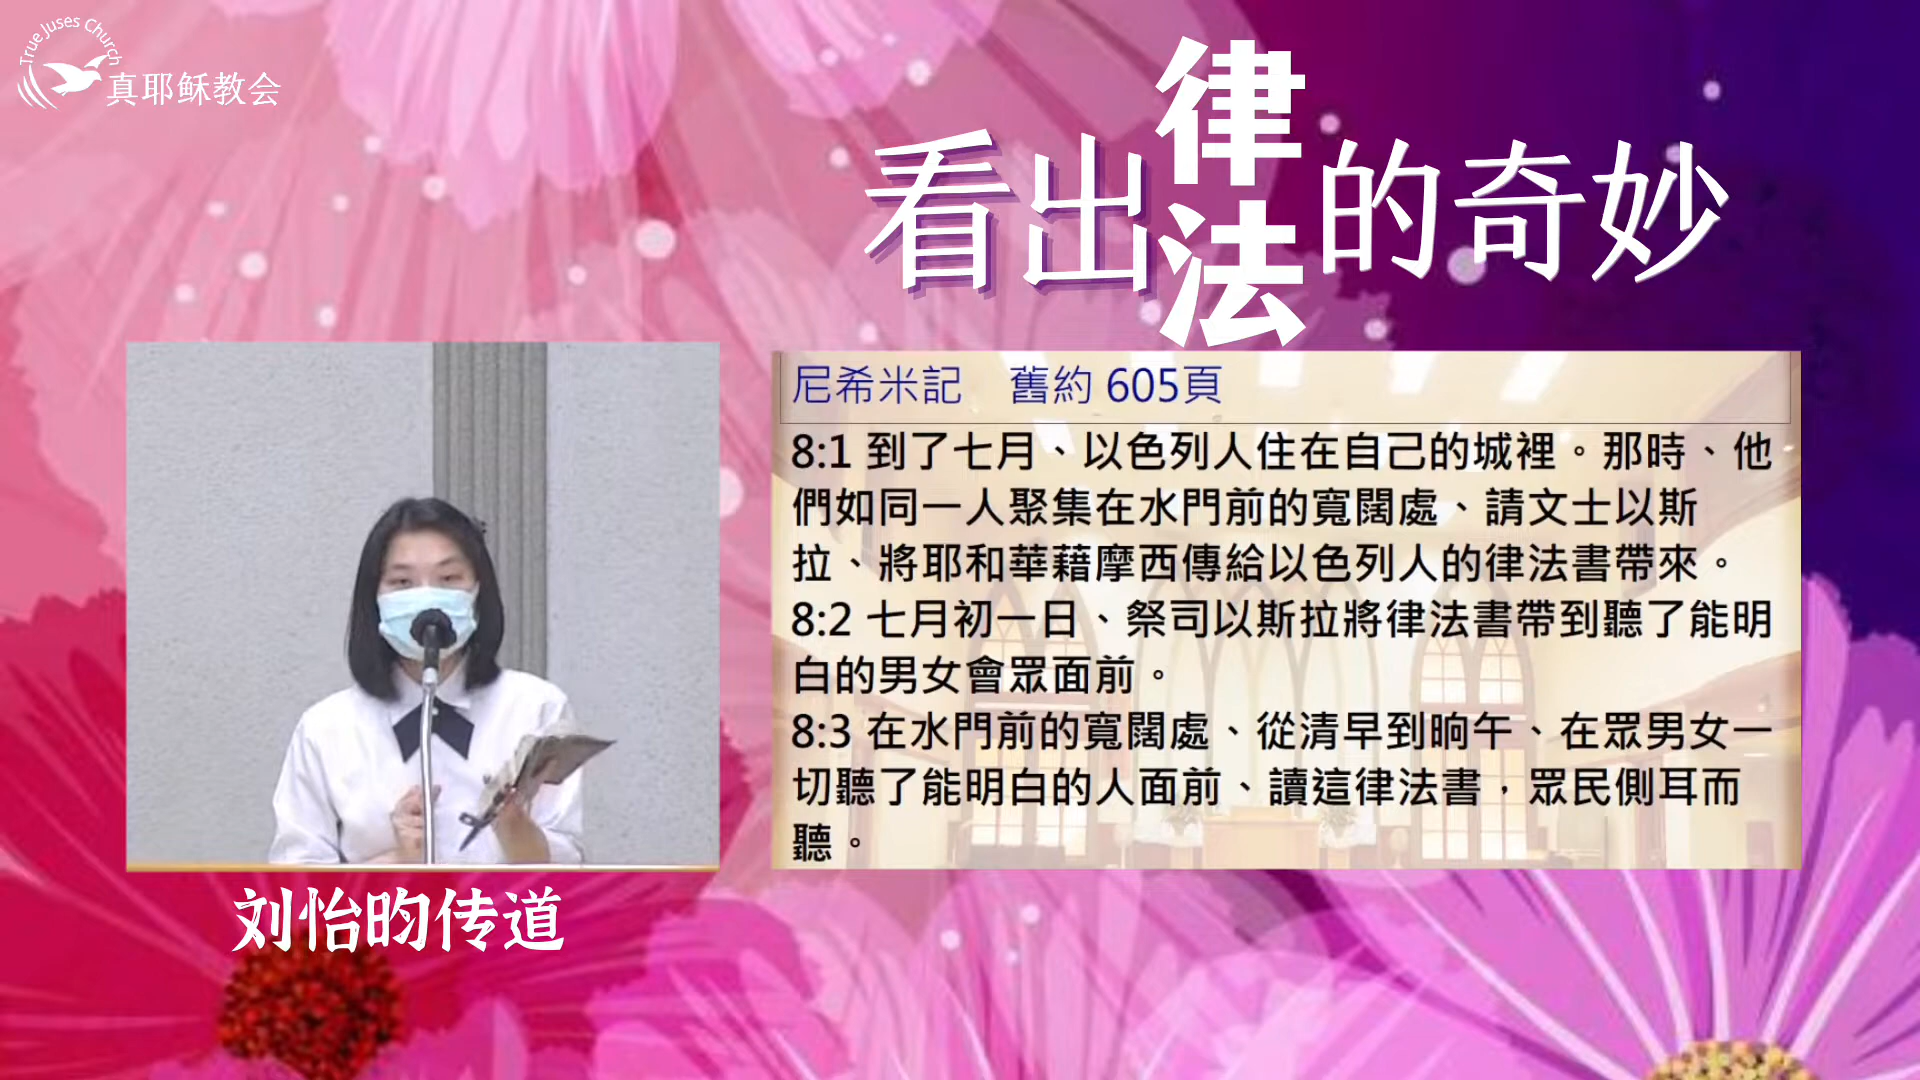 True Juses Church
真耶稣教会
看出律法的奇妙
尼希米記 舊約 605頁
8:1 到了七月、以色列人住在自己的城裡。那時、他
們如同一人聚集在水門前的寬闊處、請文士以斯
拉、將耶和華藉摩西傳給以色列人的律法書帶來。
8:2 七月初一日、祭司以斯拉將律法書帶到聽了能明
白的男女會眾面前。
8:3 在水門前的寬闊處、從清早到晌午、在眾男女一
切聽了能明白的人面前、讀這律法書，眾民側耳而
聽。
刘怡昀传道